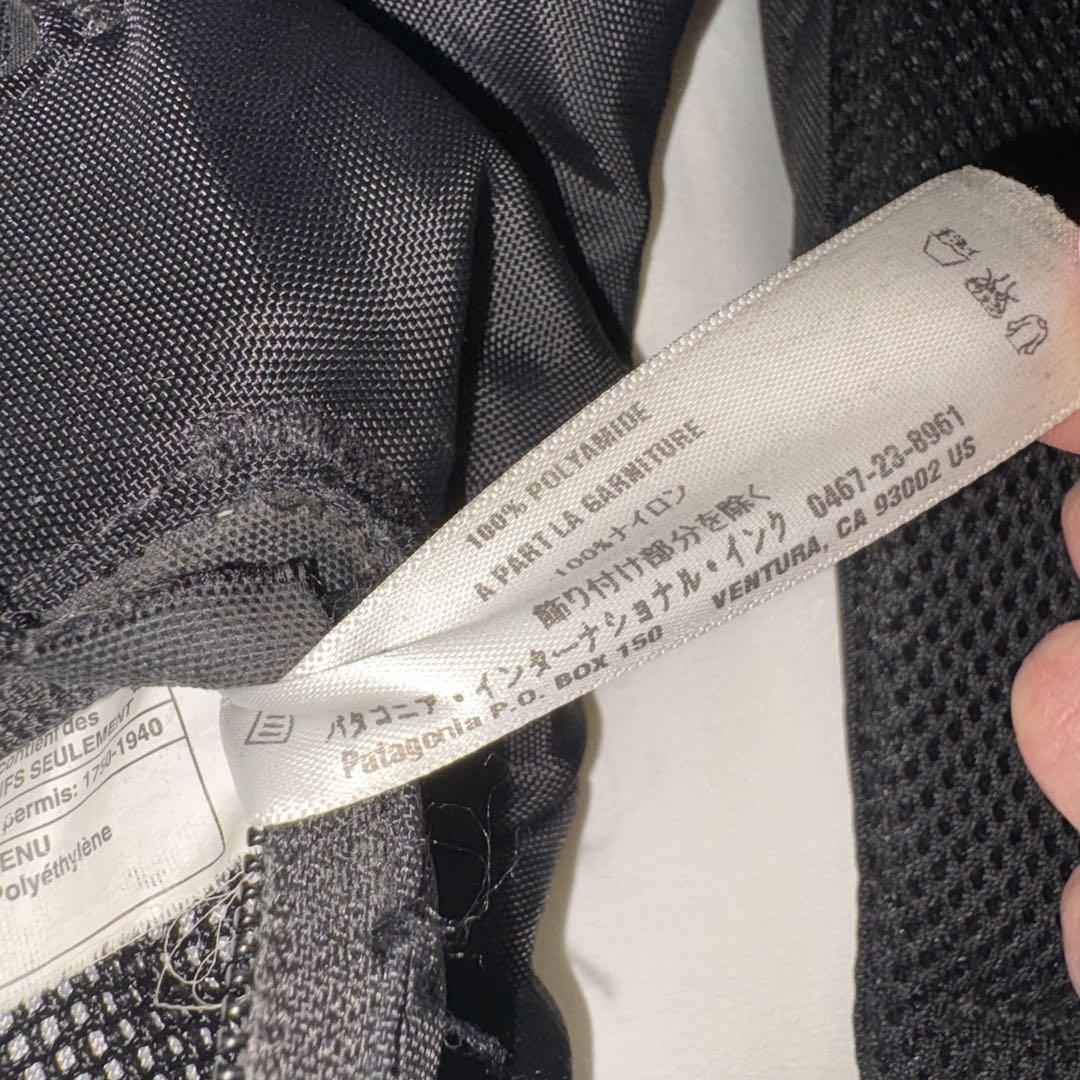 100% POLYAMIDE
A PART LA GARNITURE
100%ナイロン
飾り付け部分を除く
パタゴニア・インターナショナル・インク 0467-23-8961
Patagonia P.O. BOX 150 VENTURA, CA 93002 US
contient des
SEULEMENT
permis: 1750-1940
Polyéthylène